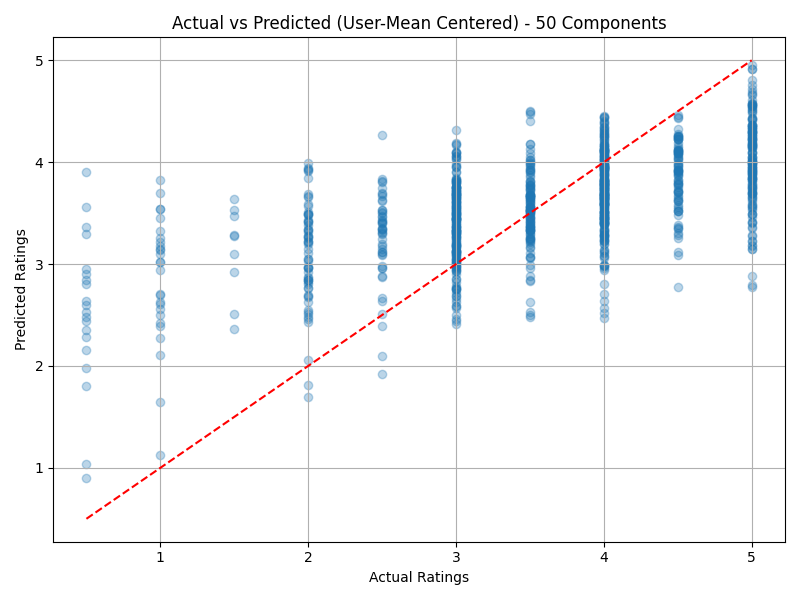 Actual vs Predicted (User-Mean Centered) - 50 Components
Predicted Ratings
5
4
3
2
1
1 2 3 4 5
Actual Ratings